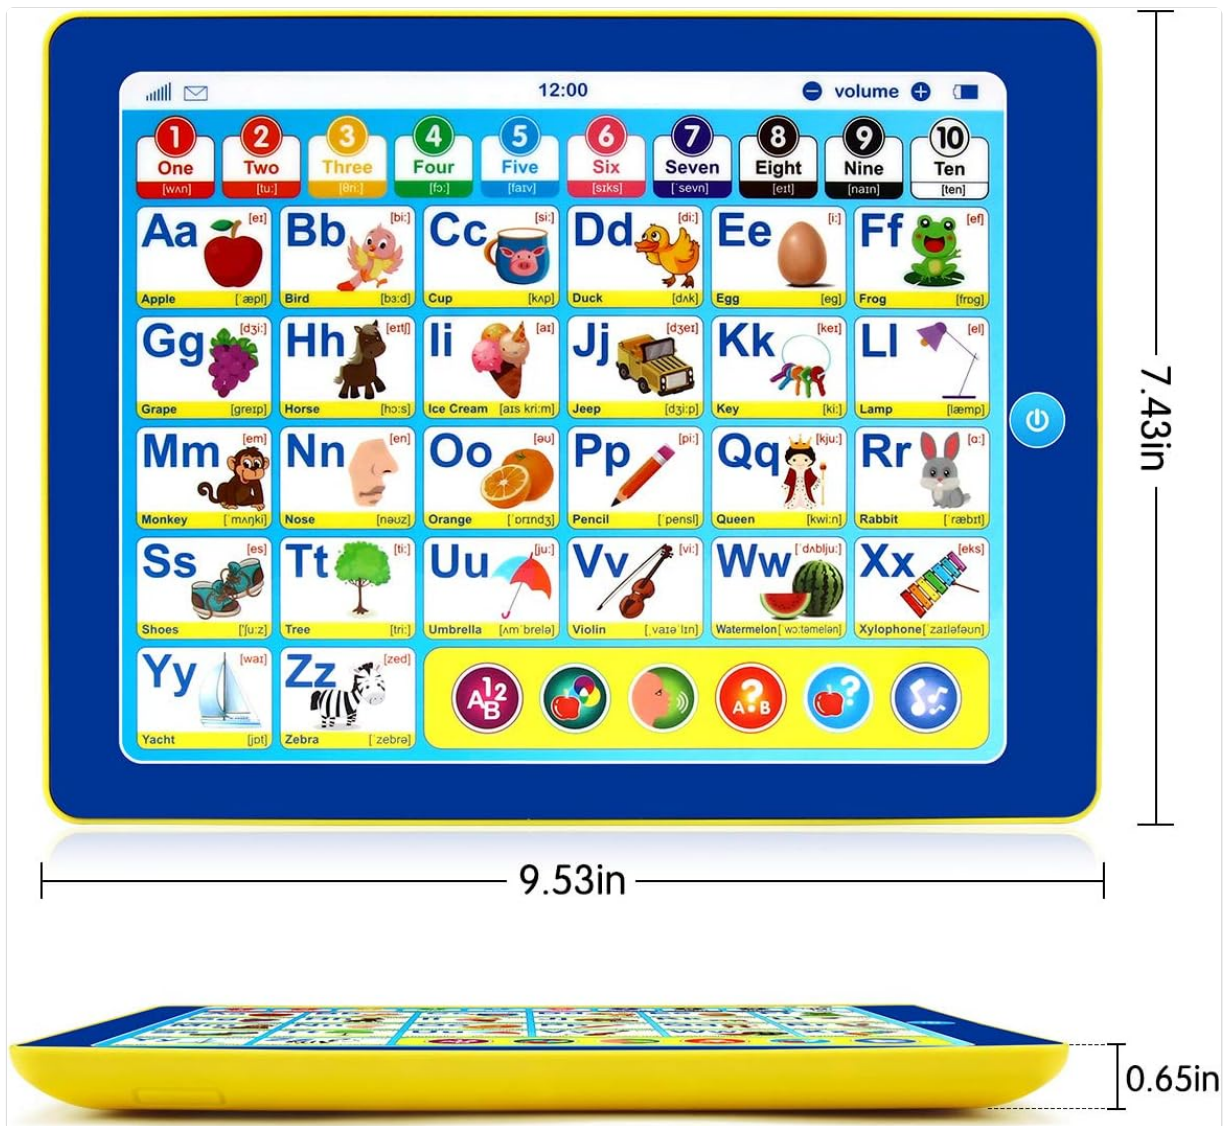 12:00 volume
1 2 3 4 5 6 7 8 9 10
One Two Three Four Five Six Seven Eight Nine Ten
[wʌn] [tu:] [θri:] [fɔ:] [faɪv] [sɪks] [ˈsevn] [eɪt] [naɪn] [ten]
Aa [eɪ] Bb [bi:] Cc [si:] Dd [di:] Ee [i:] Ff [ef]
Apple [ˈæpl] Bird [bɜ:d] Cup [kʌp] Duck [dʌk] Egg [eg] Frog [frɒg]
Gg [dʒi:] Hh [eɪtʃ] Ii [aɪ] Jj [dʒeɪ] Kk [keɪ] Ll [el]
Grape [greɪp] Horse [hɔ:s] Ice Cream [aɪs kri:m] Jeep [dʒi:p] Key [ki:] Lamp [læmp]
Mm [em] Nn [en] Oo [əʊ] Pp [pi:] Qq [kju:] Rr [ɑ:]
Monkey [ˈmʌŋki] Nose [nəʊz] Orange [ˈɒrɪndʒ] Pencil [ˈpensl] Queen [kwi:n] Rabbit [ˈræbɪt]
Ss [es] Tt [ti:] Uu [ju:] Vv [vi:] Ww [ˈdʌblju:] Xx [eks]
Shoes [ʃu:z] Tree [tri:] Umbrella [ʌmˈbrelə] Violin [ˌvaɪəˈlɪn] Watermelon [ˈwɔ:təmelən] Xylophone [ˈzaɪləfəʊn]
Yy [waɪ] Zz [zed]
Yacht [jɒt] Zebra [ˈzebrə]
A12B
? A B
?
7.43in
9.53in
0.65in